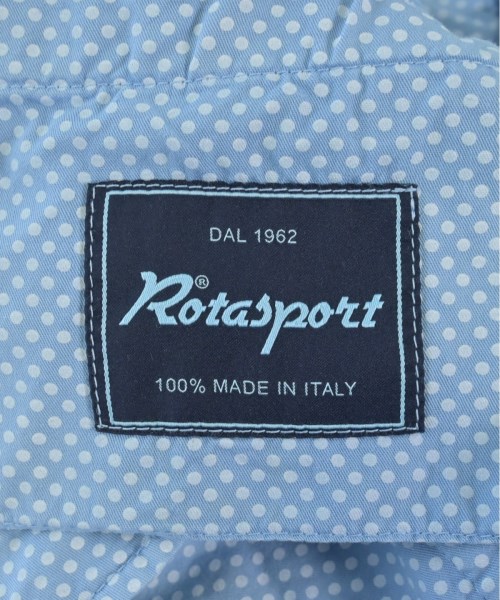 DAL 1962
Rotasport®
100% MADE IN ITALY